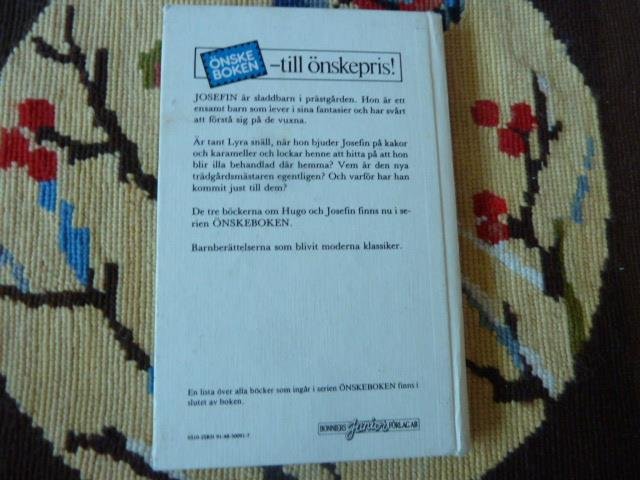 ÖNSKE
BOKEN
–till önskepris!
JOSEFIN är sladdbarn i prästgården. Hon är ett
ensamt barn som lever i sina fantasier och har svårt
att förstå sig på de vuxna.
Är tant Lyra snäll, när hon bjuder Josefin på kakor
och karameller och lockar henne att hitta på att hon
blir illa behandlad där hemma? Vem är den nya
trädgårdsmästaren egentligen? Och varför har han
kommit just till dem?
De tre böckerna om Hugo och Josefin finns nu i se-
rien ÖNSKEBOKEN.
Barnberättelserna som blivit moderna klassiker.
En lista över alla böcker som ingår i serien ÖNSKEBOKEN finns i
slutet av boken.
BONNIERS Junior FÖRLAG AB
ISBN 91-48-50091-7